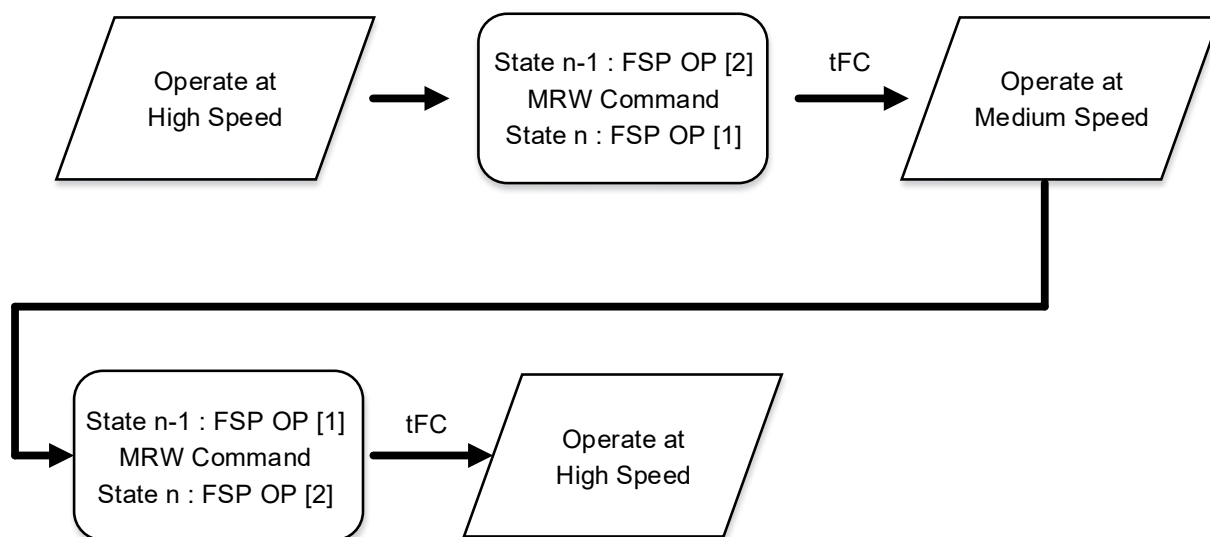 Operate at
High Speed
State n-1 : FSP OP [2]
MRW Command
State n : FSP OP [1]
tFC
Operate at
Medium Speed
State n-1 : FSP OP [1]
MRW Command
State n : FSP OP [2]
tFC
Operate at
High Speed